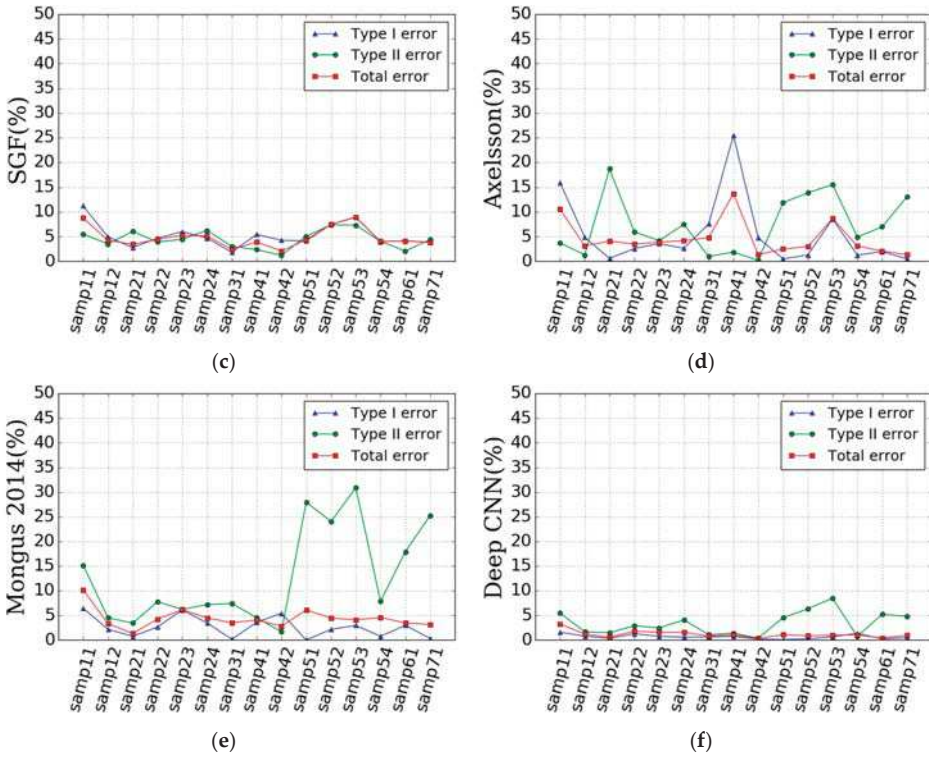 50
45
40
35
30
25
20
15
10
5
0
SGF(%)
Type I error
Type II error
Total error
samp11
samp12
samp21
samp22
samp23
samp24
samp31
samp41
samp42
samp51
samp52
samp53
samp54
samp61
samp71
(c)
50
45
40
35
30
25
20
15
10
5
0
Axelsson(%)
Type I error
Type II error
Total error
samp11
samp12
samp21
samp22
samp23
samp24
samp31
samp41
samp42
samp51
samp52
samp53
samp54
samp61
samp71
(d)
50
45
40
35
30
25
20
15
10
5
0
Mongus 2014(%)
Type I error
Type II error
Total error
samp11
samp12
samp21
samp22
samp23
samp24
samp31
samp41
samp42
samp51
samp52
samp53
samp54
samp61
samp71
(e)
50
45
40
35
30
25
20
15
10
5
0
Deep CNN(%)
Type I error
Type II error
Total error
samp11
samp12
samp21
samp22
samp23
samp24
samp31
samp41
samp42
samp51
samp52
samp53
samp54
samp61
samp71
(f)